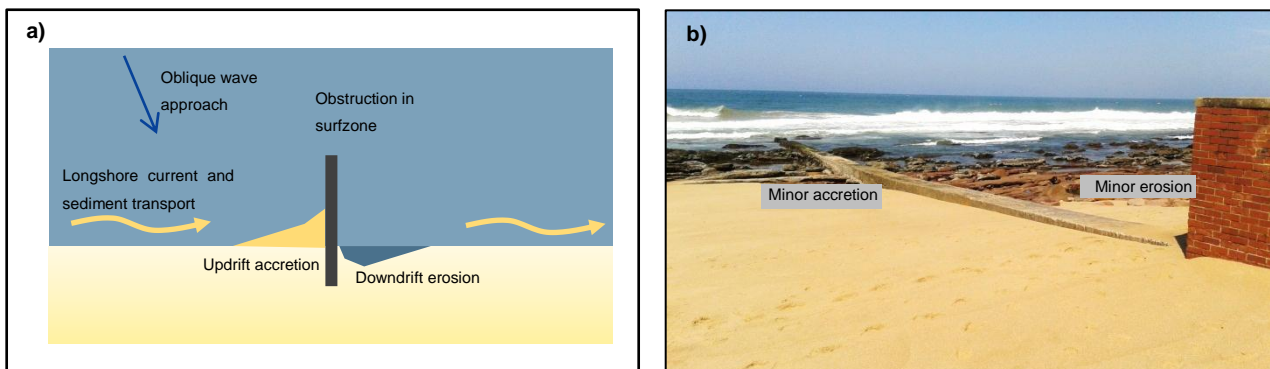 a)
Oblique wave
approach
Obstruction in
surfzone
Longshore current and
sediment transport
Updrift accretion
Downdrift erosion
b)
Minor accretion
Minor erosion